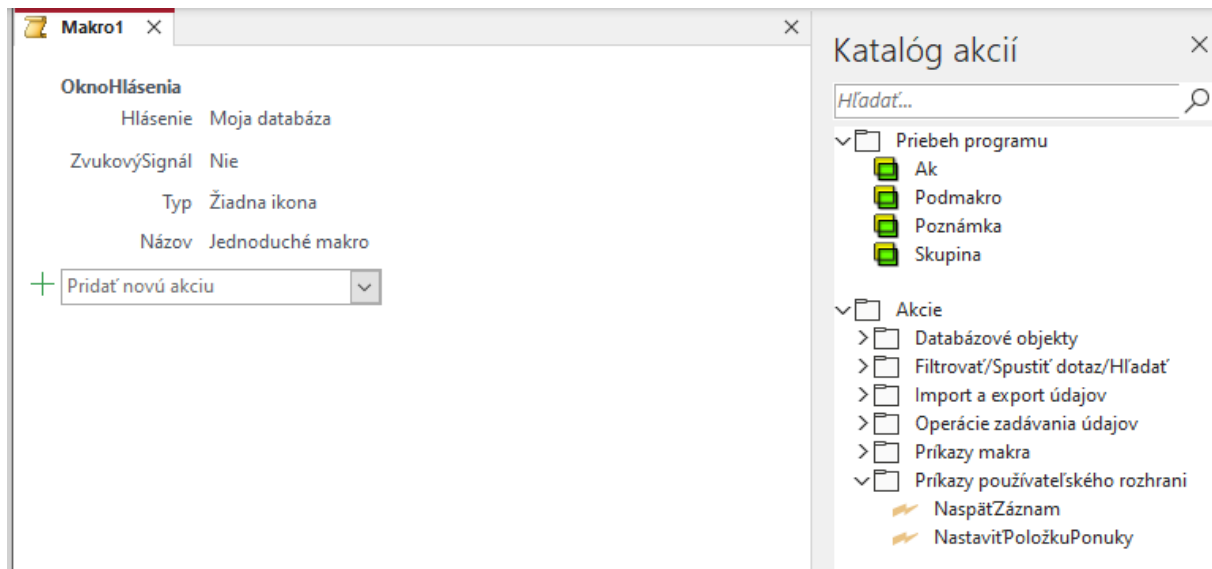 Makro1
OknoHlásenia
Hlásenie Moja databáza
ZvukovýSignál Nie
Typ Žiadna ikona
Názov Jednoduché makro
Pridať novú akciu
Katalóg akcií
Hľadať...
Priebeh programu
Ak
Podmakro
Poznámka
Skupina
Akcie
Databázové objekty
Filtrovať/Spustiť dotaz/Hľadať
Import a export údajov
Operácie zadávania údajov
Príkazy makra
Príkazy používateľského rozhrani
NaspäťZáznam
NastaviťPoložkuPonuky